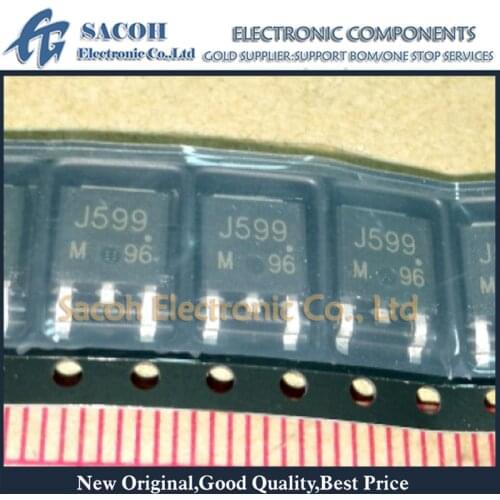 SACOH
Electronic Co.,Ltd
ELECTRONIC COMPONENTS
GOLD SUPPLIER:SUPPORT BOM/ONE STOP SERVICES
J599
M 96
J599
M 96
J599
M 96
J
M
Sacoh Electronic Co., Ltd
New Original,Good Quality,Best Price